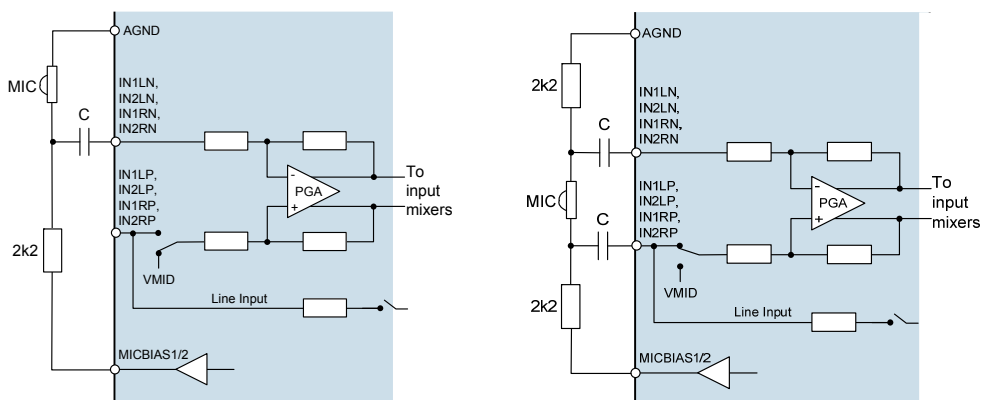 AGND
MIC
IN1LN,
IN2LN,
IN1RN,
IN2RN
C
IN1LP,
IN2LP,
IN1RP,
IN2RP
-
PGA
+
To
input
mixers
2k2
VMID
Line Input
MICBIAS1/2
AGND
2k2
IN1LN,
IN2LN,
IN1RN,
IN2RN
C
MIC
IN1LP,
IN2LP,
IN1RP,
IN2RP
C
-
PGA
+
To
input
mixers
VMID
2k2
Line Input
MICBIAS1/2